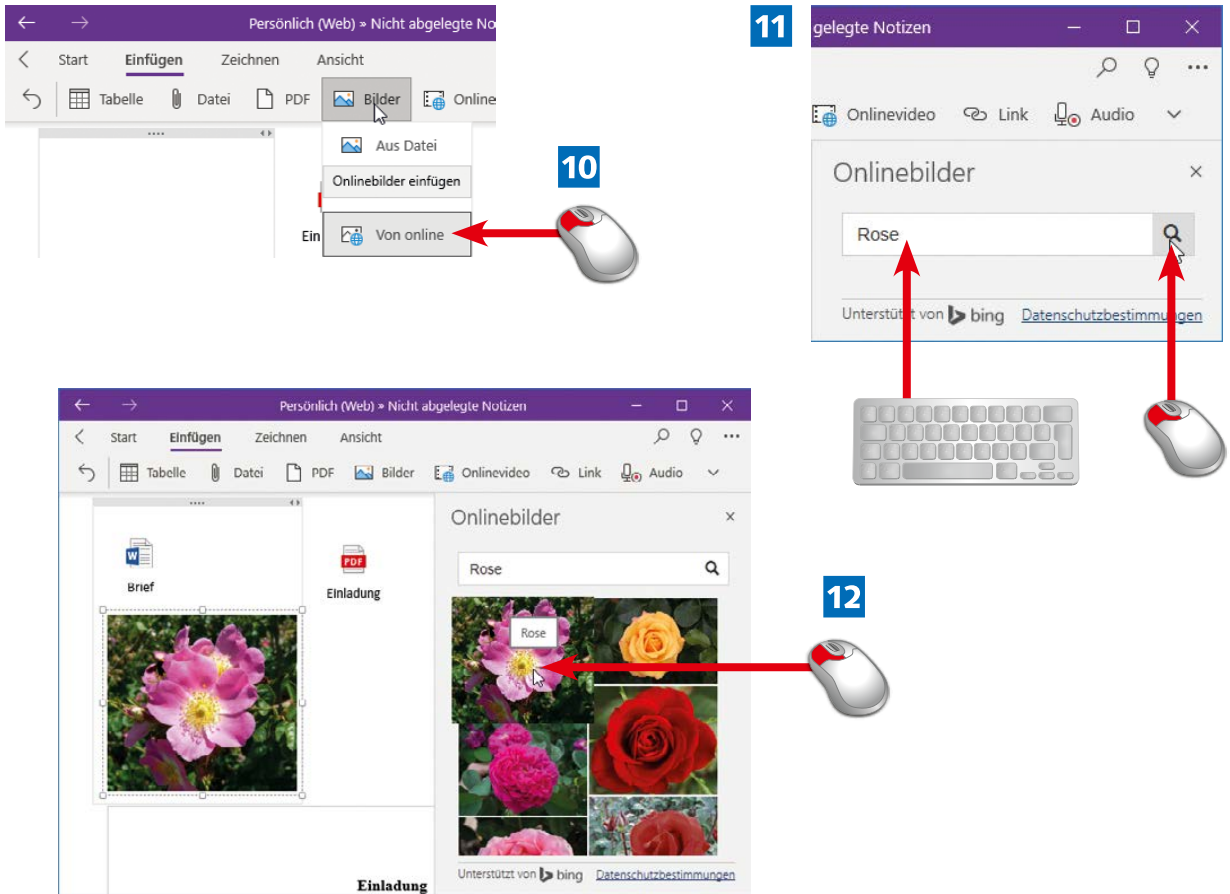 Persönlich (Web) » Nicht abgelegte No
Start Einfügen Zeichnen Ansicht
Tabelle Datei PDF Bilder Online
Aus Datei
Onlinebilder einfügen
Ein Von online
10
11
gelegte Notizen
Onlinevideo Link Audio
Onlinebilder
Rose
Unterstützt von bing Datenschutzbestimmungen
Persönlich (Web) » Nicht abgelegte Notizen
Start Einfügen Zeichnen Ansicht
Tabelle Datei PDF Bilder Onlinevideo Link Audio
Onlinebilder
W
PDF
Rose
Brief
Einladung
Rose
12
Unterstützt von bing Datenschutzbestimmungen
Einladung